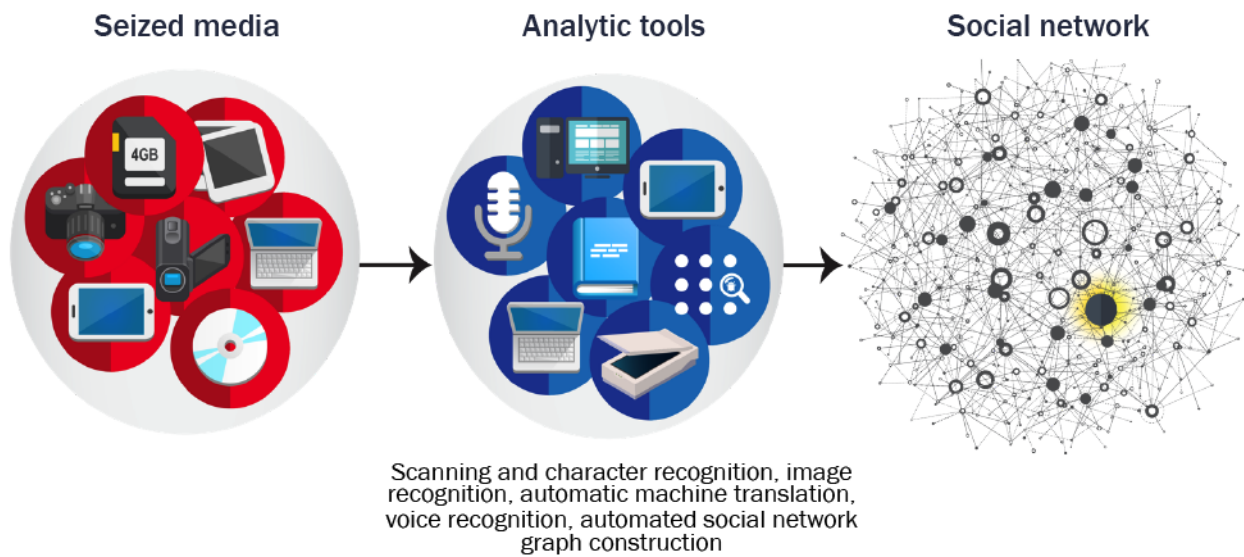 Seized media
Analytic tools
Social network
4GB
Scanning and character recognition, image
recognition, automatic machine translation,
voice recognition, automated social network
graph construction